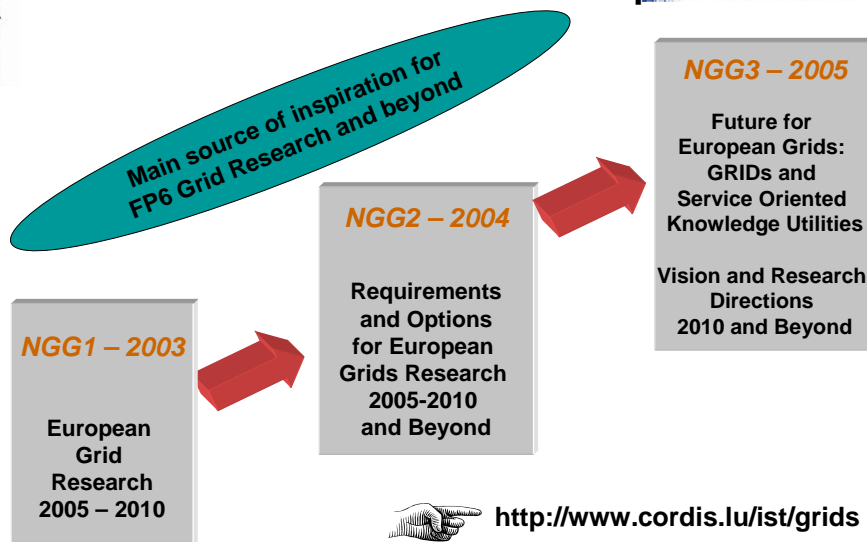 Main source of inspiration for
FP6 Grid Research and beyond
NGG1 – 2003
European
Grid
Research
2005 – 2010
NGG2 – 2004
Requirements
and Options
for European
Grids Research
2005-2010
and Beyond
NGG3 – 2005
Future for
European Grids:
GRIDs and
Service Oriented
Knowledge Utilities
Vision and Research
Directions
2010 and Beyond
http://www.cordis.lu/ist/grids